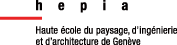 h e p i a
Haute école du paysage, d'ingénierie
et d'architecture de Genève